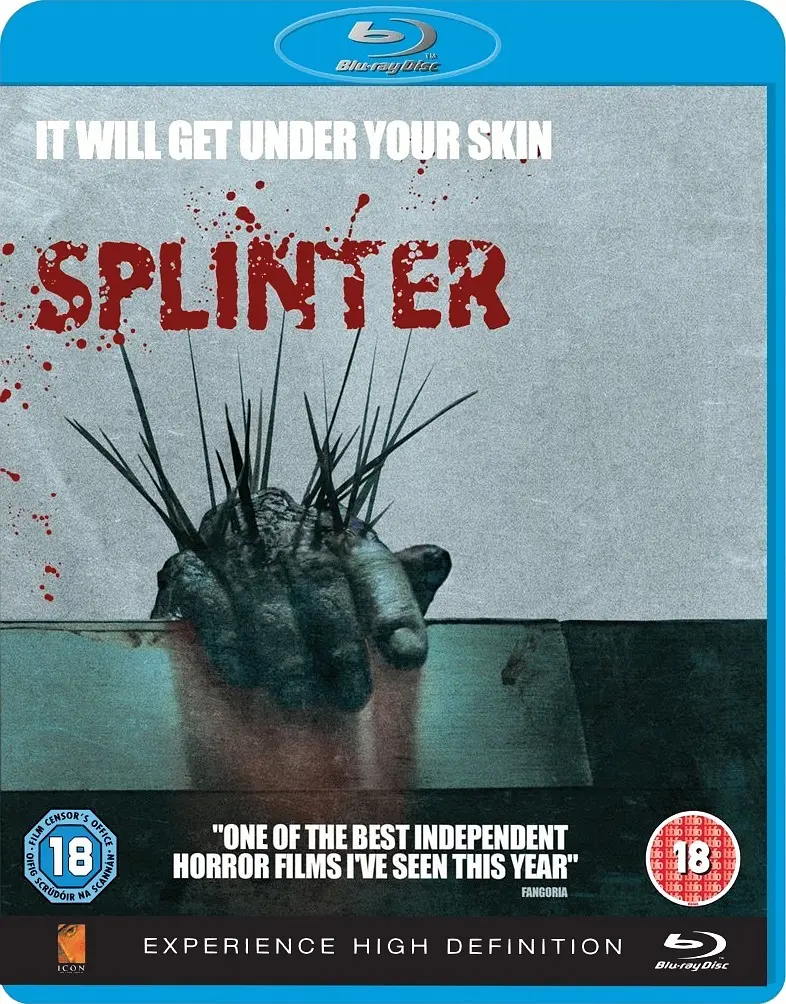 Blu-ray Disc™
IT WILL GET UNDER YOUR SKIN
SPLINTER
FILM CENSOR'S OFFICE
18
OIFIG SCRÚDÓIR NA SCANNÁN
"ONE OF THE BEST INDEPENDENT
HORROR FILMS I'VE SEEN THIS YEAR"
FANGORIA
18
ICON
EXPERIENCE HIGH DEFINITION
Blu-ray Disc